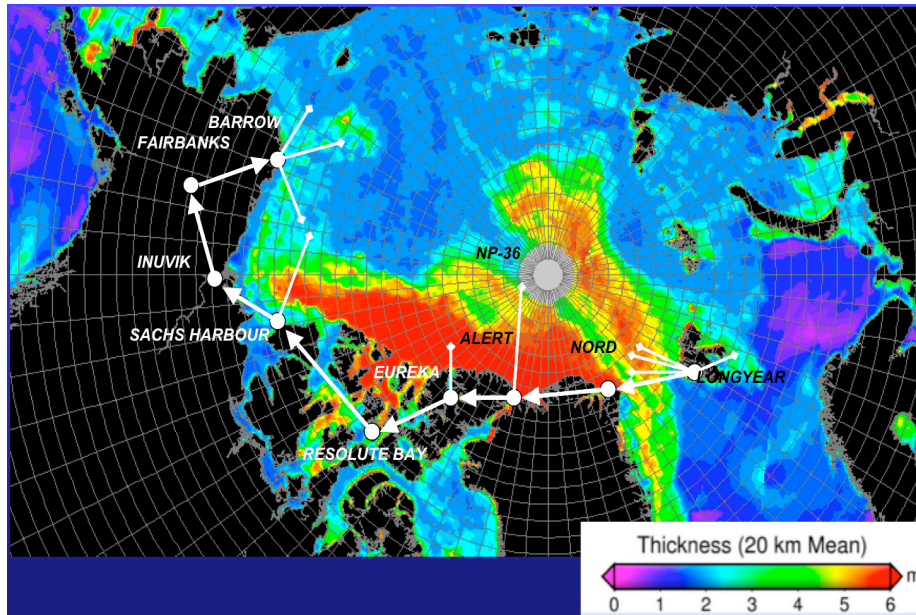 BARROW
FAIRBANKS
NP-36
INUVIK
SACHS HARBOUR
ALERT
NORD
EUREKA
LONGYEAR
RESOLUTE BAY
Thickness (20 km Mean)
m
0 1 2 3 4 5 6